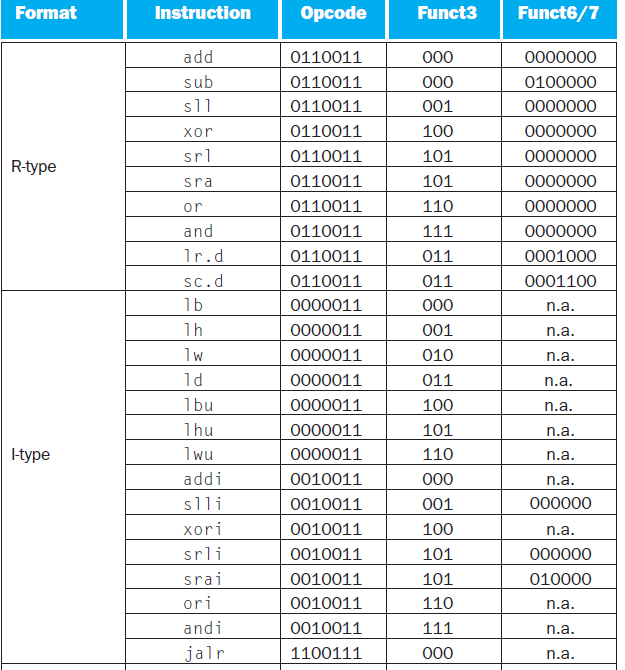 Format Instruction Opcode Funct3 Funct6/7
add 0110011 000 0000000
sub 0110011 000 0100000
sll 0110011 001 0000000
xor 0110011 100 0000000
R-type srl 0110011 101 0000000
sra 0110011 101 0000000
or 0110011 110 0000000
and 0110011 111 0000000
lr.d 0110011 011 0001000
sc.d 0110011 011 0001100
lb 0000011 000 n.a.
lh 0000011 001 n.a.
lw 0000011 010 n.a.
ld 0000011 011 n.a.
lbu 0000011 100 n.a.
lhu 0000011 101 n.a.
I-type lwu 0000011 110 n.a.
addi 0010011 000 n.a.
slli 0010011 001 000000
xori 0010011 100 n.a.
srli 0010011 101 000000
srai 0010011 101 010000
ori 0010011 110 n.a.
andi 0010011 111 n.a.
jalr 1100111 000 n.a.